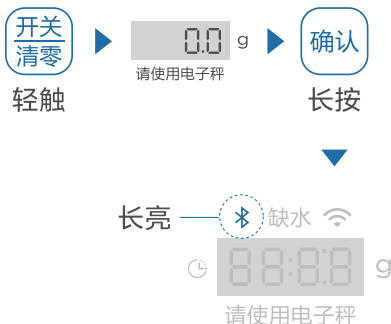 开关
清零
0.0 g
确认
请使用电子秤
轻触
长按
长亮
缺水
88:88 g
请使用电子秤